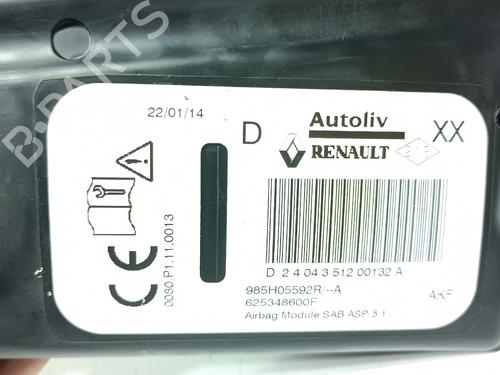 B-PARTS
22/01/14
D
Autoliv
RENAULT
XX
0080.P1.11.0013
D 2 4 04 3 512 00132 A
985H05592R/--A
625348600F
AKF
Airbag Module SAB ASP 5.1